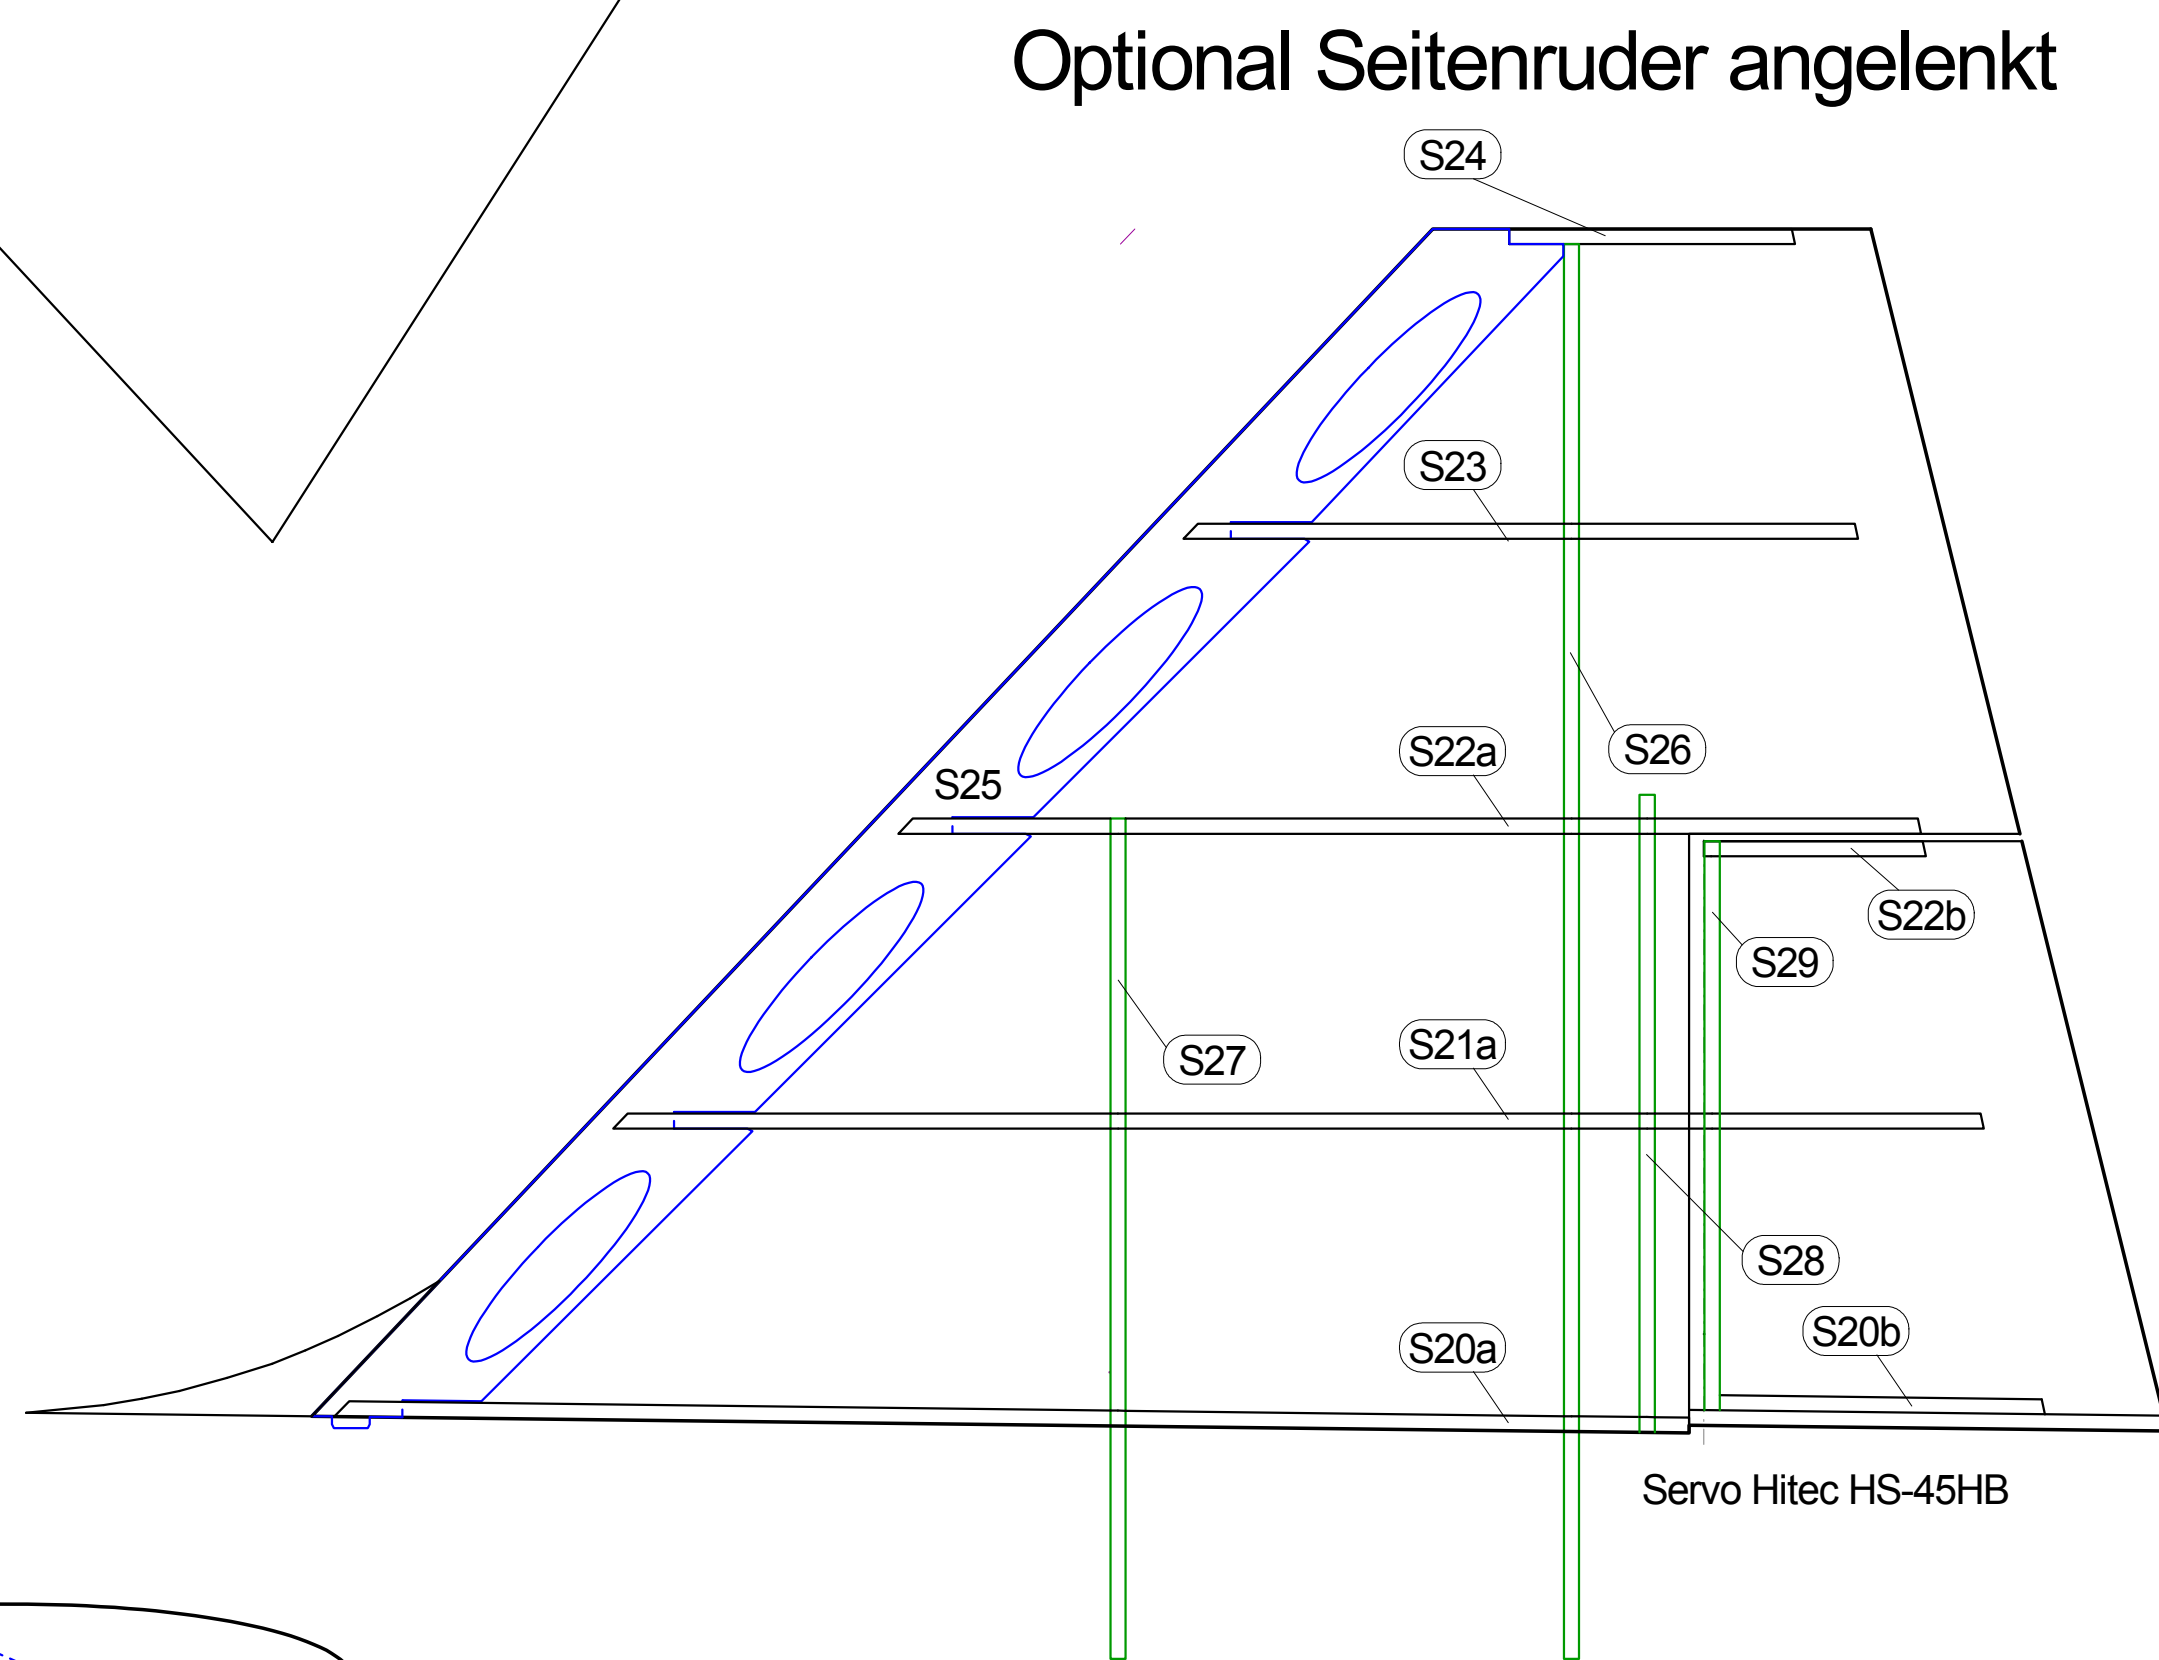 Optional Seitenruder angelenkt
S24
S23
S22a
S26
S25
S22b
S29
S21a
S27
S28
S20b
S20a
Servo Hitec HS-45HB